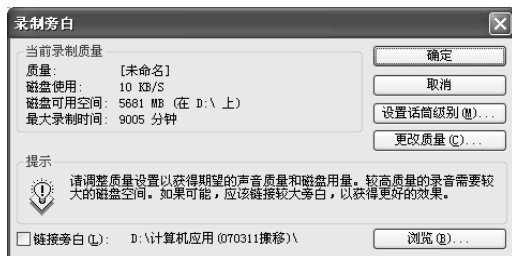 录制旁白
当前录制质量
质量: [未命名]
磁盘使用: 10 KB/S
磁盘可用空间: 5681 MB (在 D:\ 上)
最大录制时间: 9005 分钟
确定
取消
设置话筒级别(M)...
更改质量(C)...
提示
请调整质量设置以获得期望的声音质量和磁盘用量。较高质量的录音需要较
大的磁盘空间。如果可能，应该链接较大旁白，以获得更好的效果。
链接旁白(L): D:\计算机应用(070311搬移)\
浏览(B)...